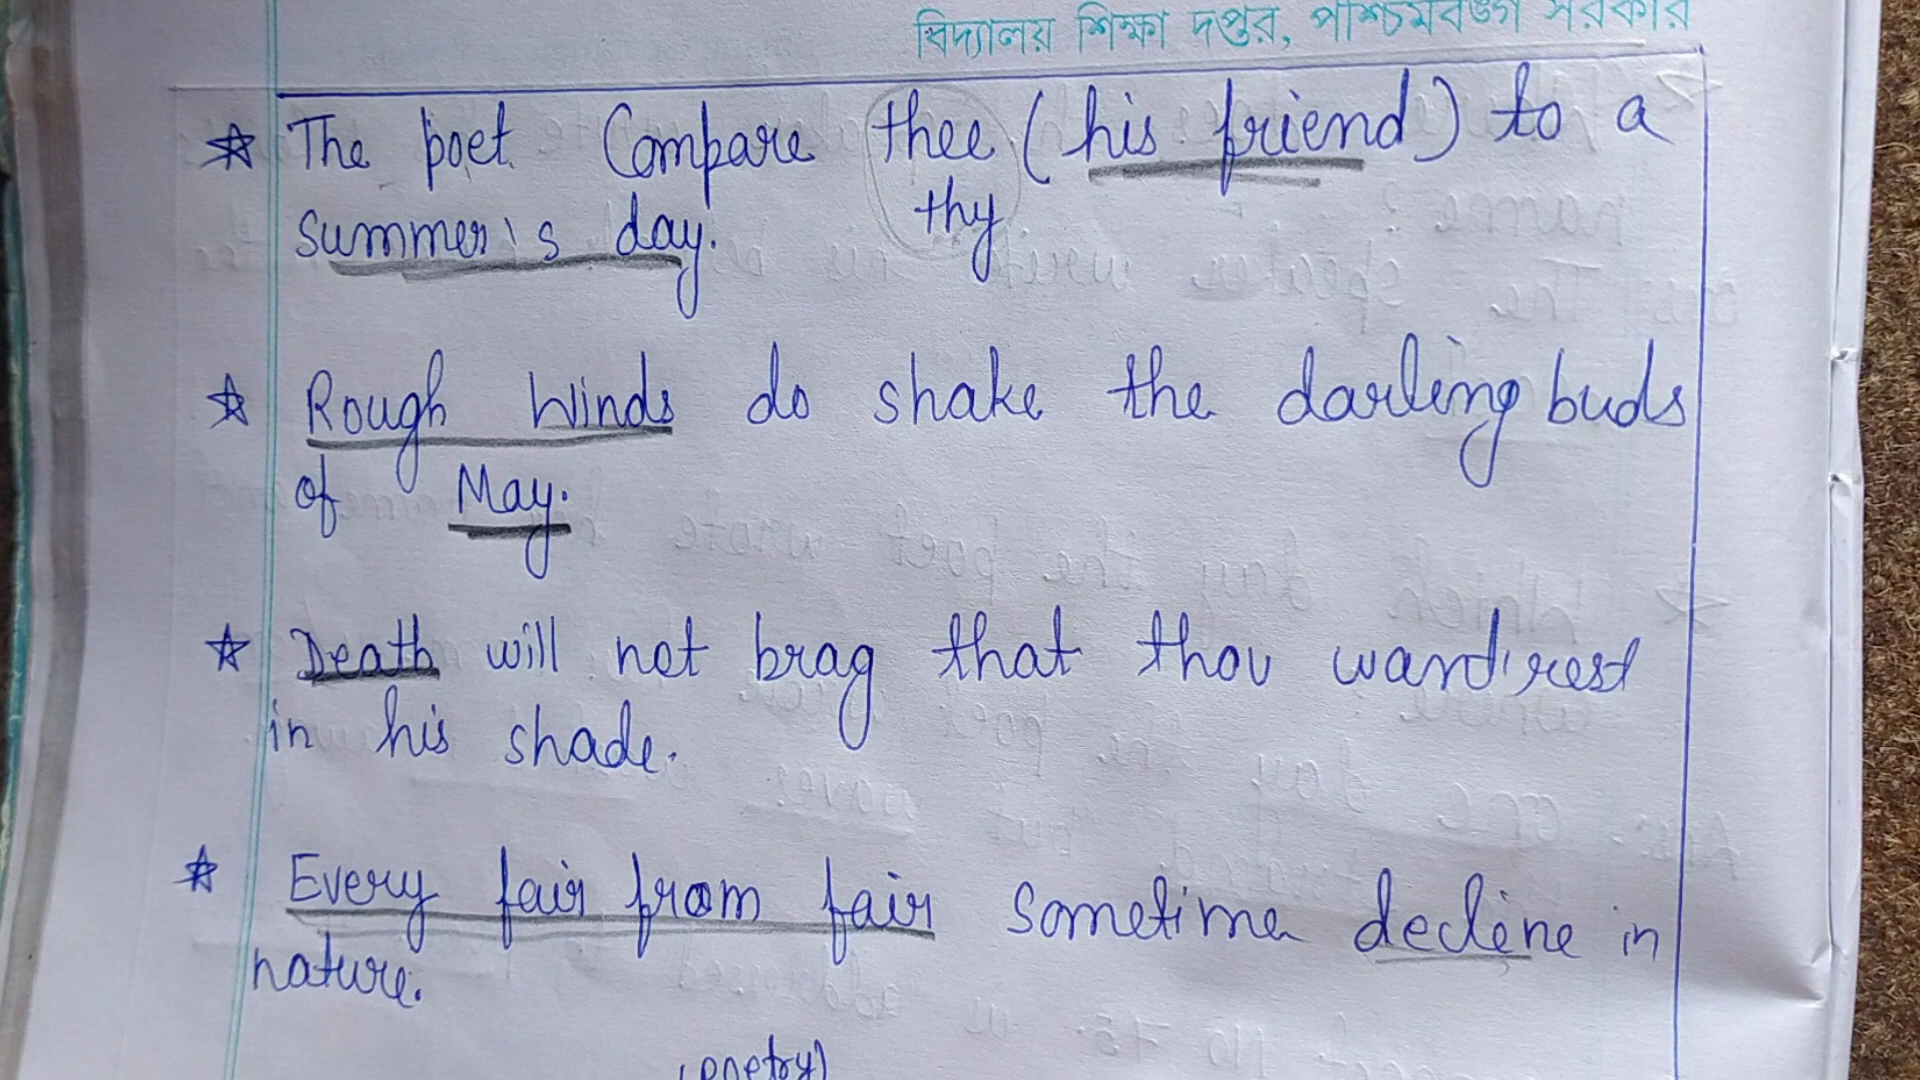 বিদ্যালয় শিক্ষা দপ্তর, পশ্চিমবঙ্গ সরকার
☆ The poet Compare thee (his friend) to a
summer's day. thy
☆ Rough Winds do shake the darling buds
of May.
☆ Death will not brag that thou wand'rest
in his shade.
☆ Every fair from fair Sometime decline in
nature.
(poetry)